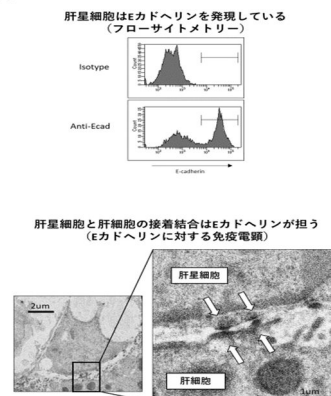 肝星細胞はEカドヘリンを発現している
（フローサイトメトリー）
Isotype
Count
Anti-Ecad
Count
E-cadherin
肝星細胞と肝細胞の接着結合はEカドヘリンが担う
（Eカドヘリンに対する免疫電顕）
2um
肝星細胞
肝細胞
1um